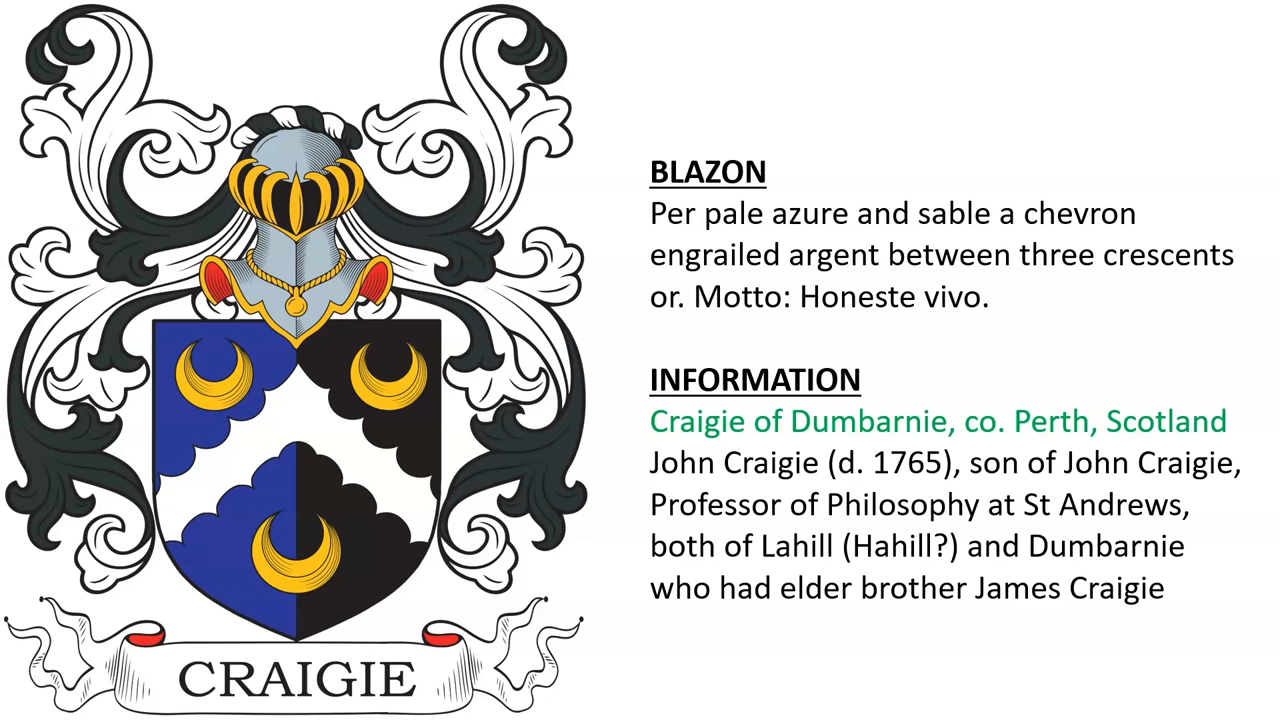 CRAIGIE
BLAZON
Per pale azure and sable a chevron
engrailed argent between three crescents
or. Motto: Honeste vivo.
INFORMATION
Craigie of Dumbarnie, co. Perth, Scotland
John Craigie (d. 1765), son of John Craigie,
Professor of Philosophy at St Andrews,
both of Lahill (Hahill?) and Dumbarnie
who had elder brother James Craigie